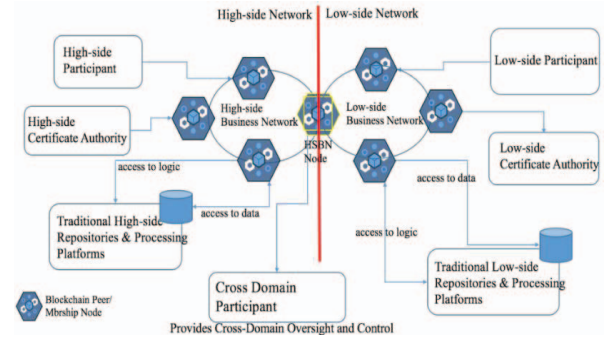 High-side Network
Low-side Network
High-side
Participant
Low-side Participant
High-side
Business Network
Low-side
Business Network
High-side
Certificate Authority
HSBN
Node
Low-side
Certificate Authority
access to logic
access to data
access to data
Traditional High-side
Repositories & Processing
Platforms
access to logic
Traditional Low-side
Repositories & Processing
Platforms
Cross Domain
Participant
Blockchain Peer/
Mbrship Node
Provides Cross-Domain Oversight and Control